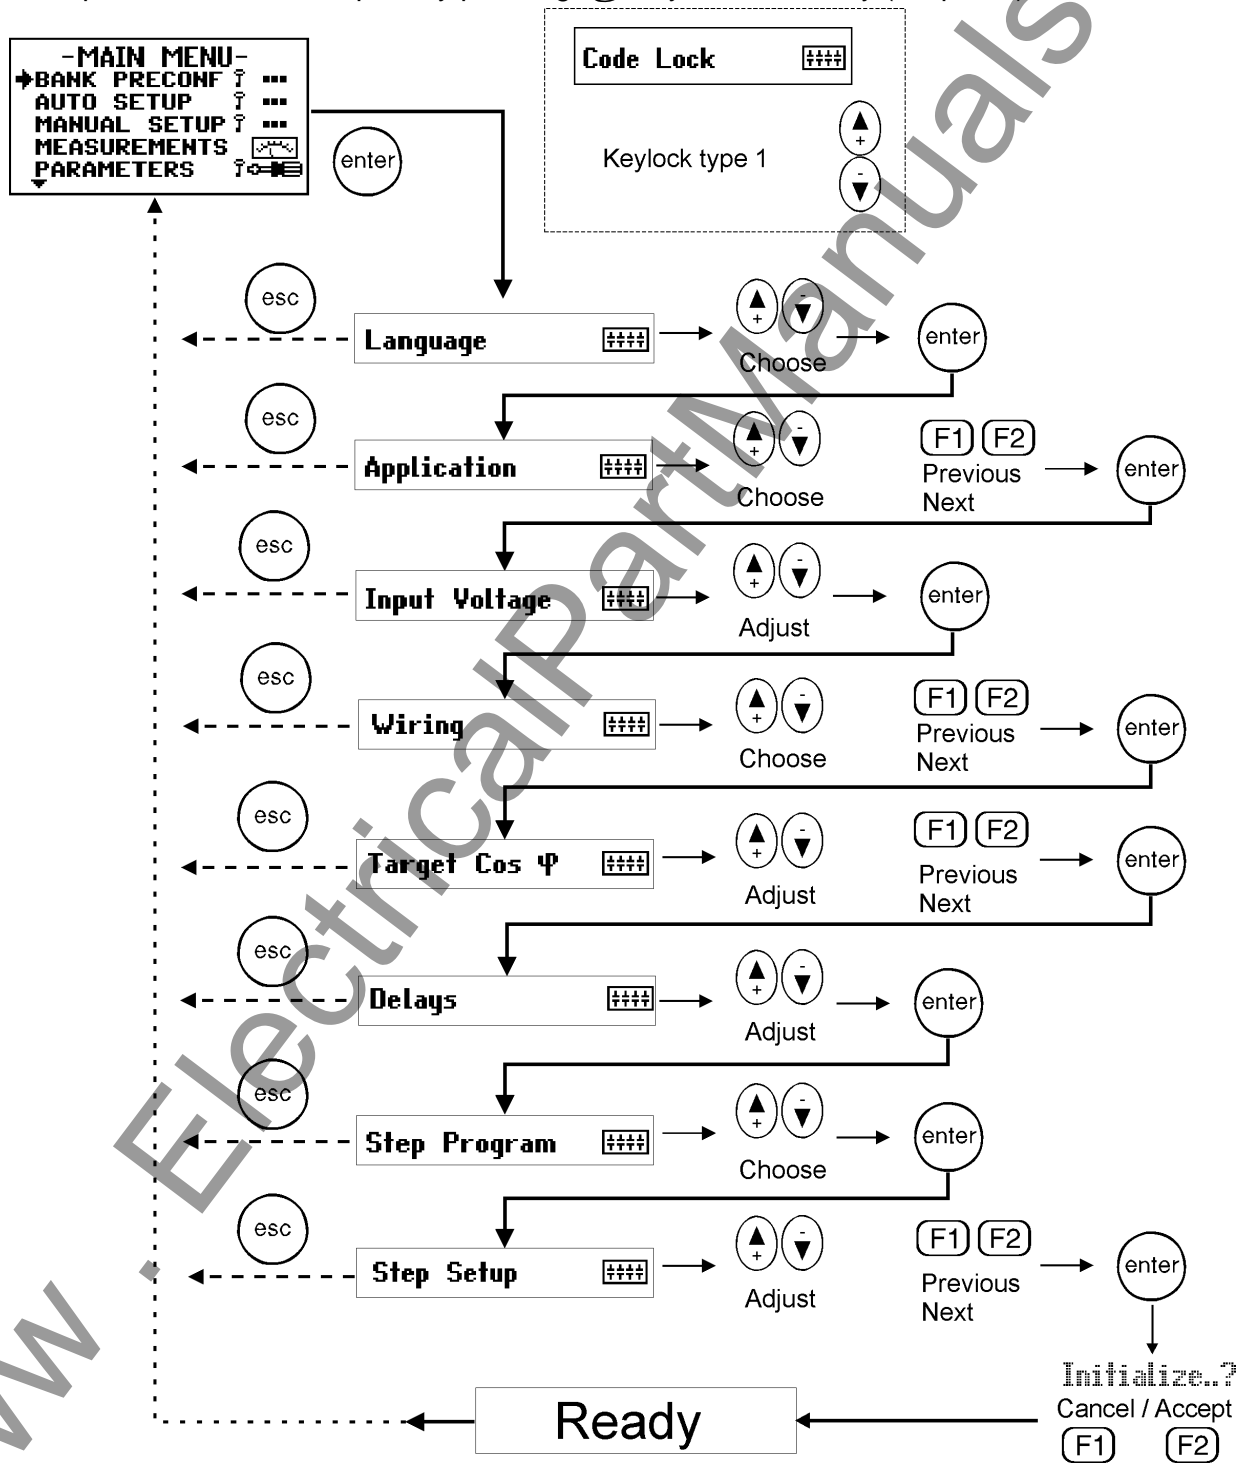 -MAIN MENU-
BANK PRECONF
AUTO SETUP
MANUAL SETUP
MEASUREMENTS
PARAMETERS
enter
Code Lock
Keylock type 1
+
-
esc
Language
+
-
Choose
enter
esc
Application
+
-
Choose
F1 F2
Previous
Next
enter
esc
Input Voltage
+
-
Adjust
enter
esc
Wiring
+
-
Choose
F1 F2
Previous
Next
enter
esc
Target Cos φ
+
-
Adjust
F1 F2
Previous
Next
enter
esc
Delays
+
-
Adjust
enter
esc
Step Program
+
-
Choose
enter
esc
Step Setup
+
-
Adjust
F1 F2
Previous
Next
enter
Initialize..?
Cancel / Accept
F1 F2
Ready
w . ElectricalPartManuals